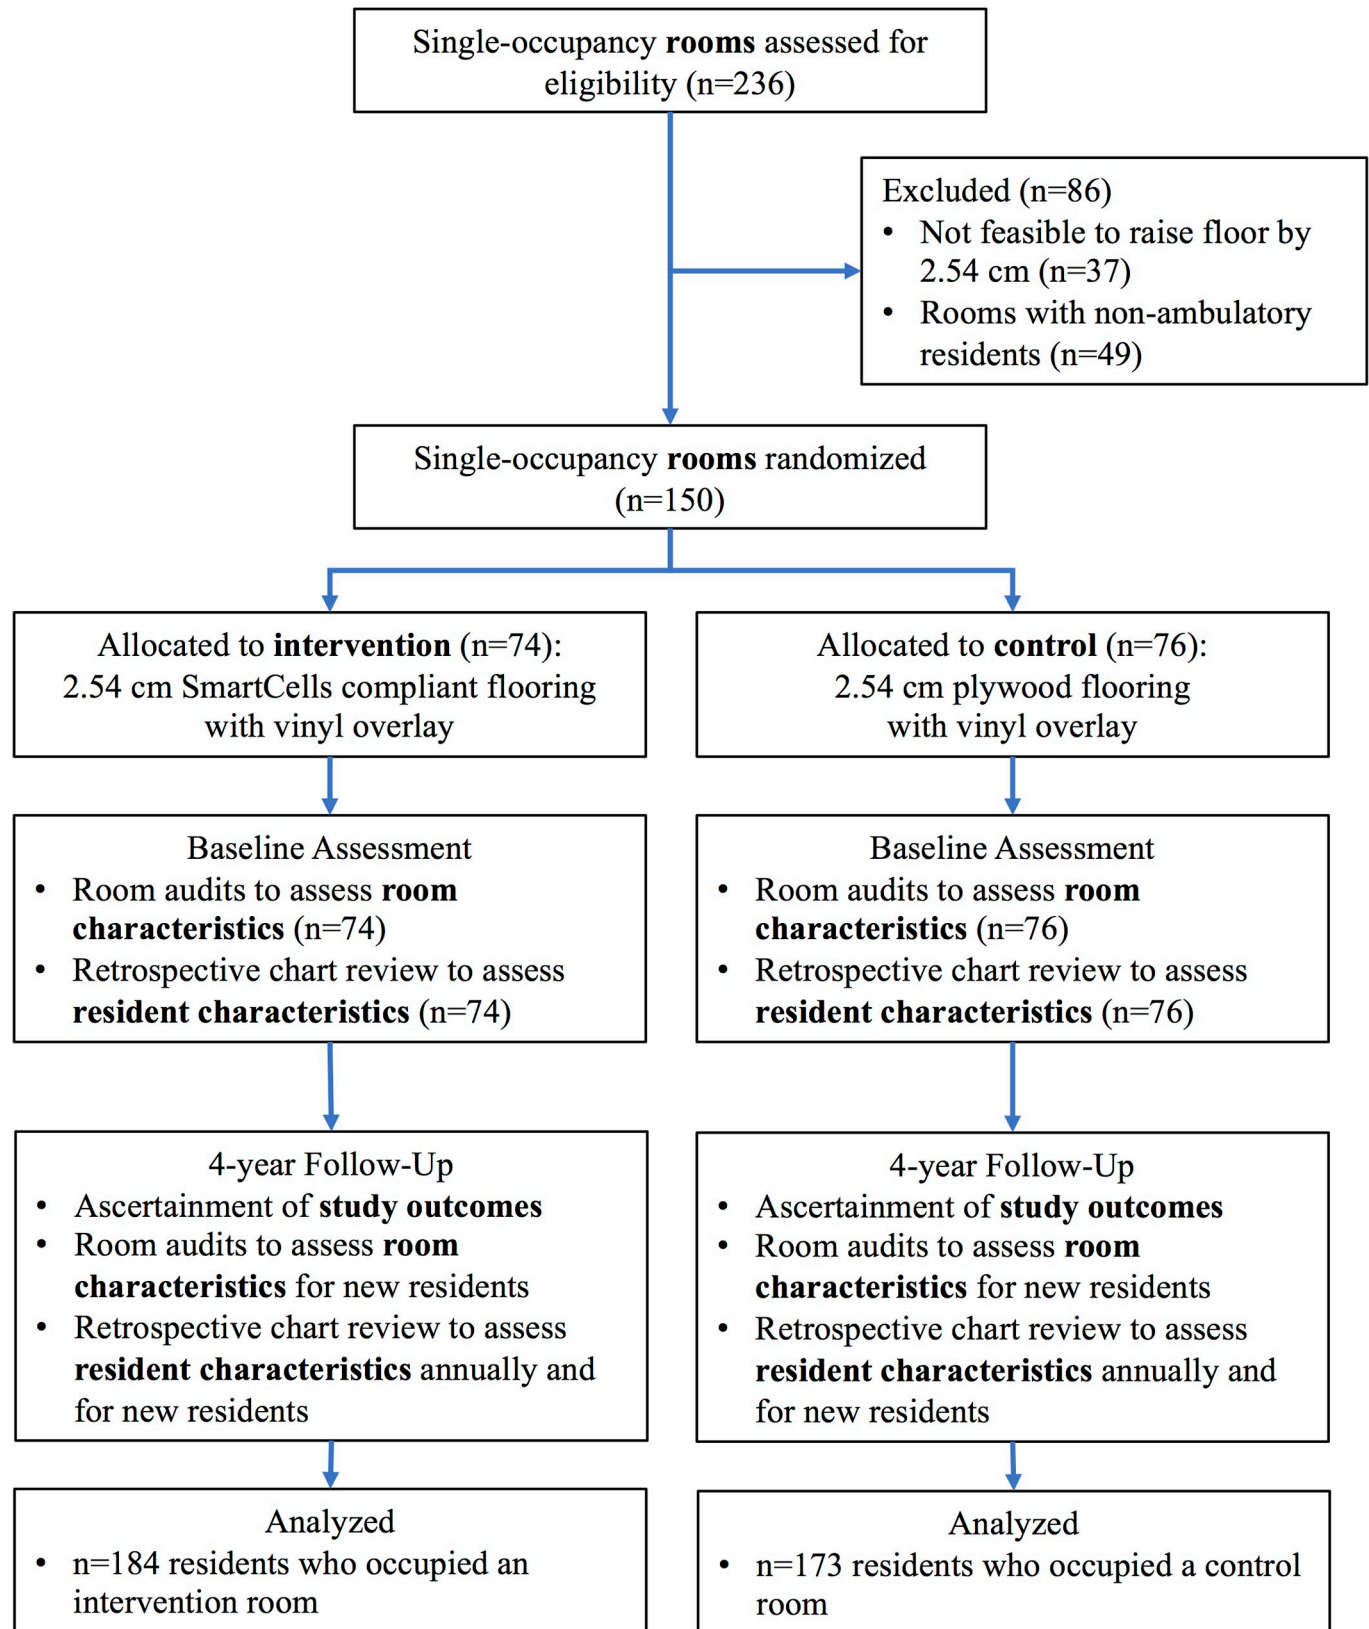 Single-occupancy rooms assessed for
eligibility (n=236)
Excluded (n=86)
• Not feasible to raise floor by
2.54 cm (n=37)
• Rooms with non-ambulatory
residents (n=49)
Single-occupancy rooms randomized
(n=150)
Allocated to intervention (n=74):
2.54 cm SmartCells compliant flooring
with vinyl overlay
Allocated to control (n=76):
2.54 cm plywood flooring
with vinyl overlay
Baseline Assessment
• Room audits to assess room
characteristics (n=74)
• Retrospective chart review to assess
resident characteristics (n=74)
Baseline Assessment
• Room audits to assess room
characteristics (n=76)
• Retrospective chart review to assess
resident characteristics (n=76)
4-year Follow-Up
• Ascertainment of study outcomes
• Room audits to assess room
characteristics for new residents
• Retrospective chart review to assess
resident characteristics annually and
for new residents
4-year Follow-Up
• Ascertainment of study outcomes
• Room audits to assess room
characteristics for new residents
• Retrospective chart review to assess
resident characteristics annually and
for new residents
Analyzed
• n=184 residents who occupied an
intervention room
Analyzed
• n=173 residents who occupied a control
room